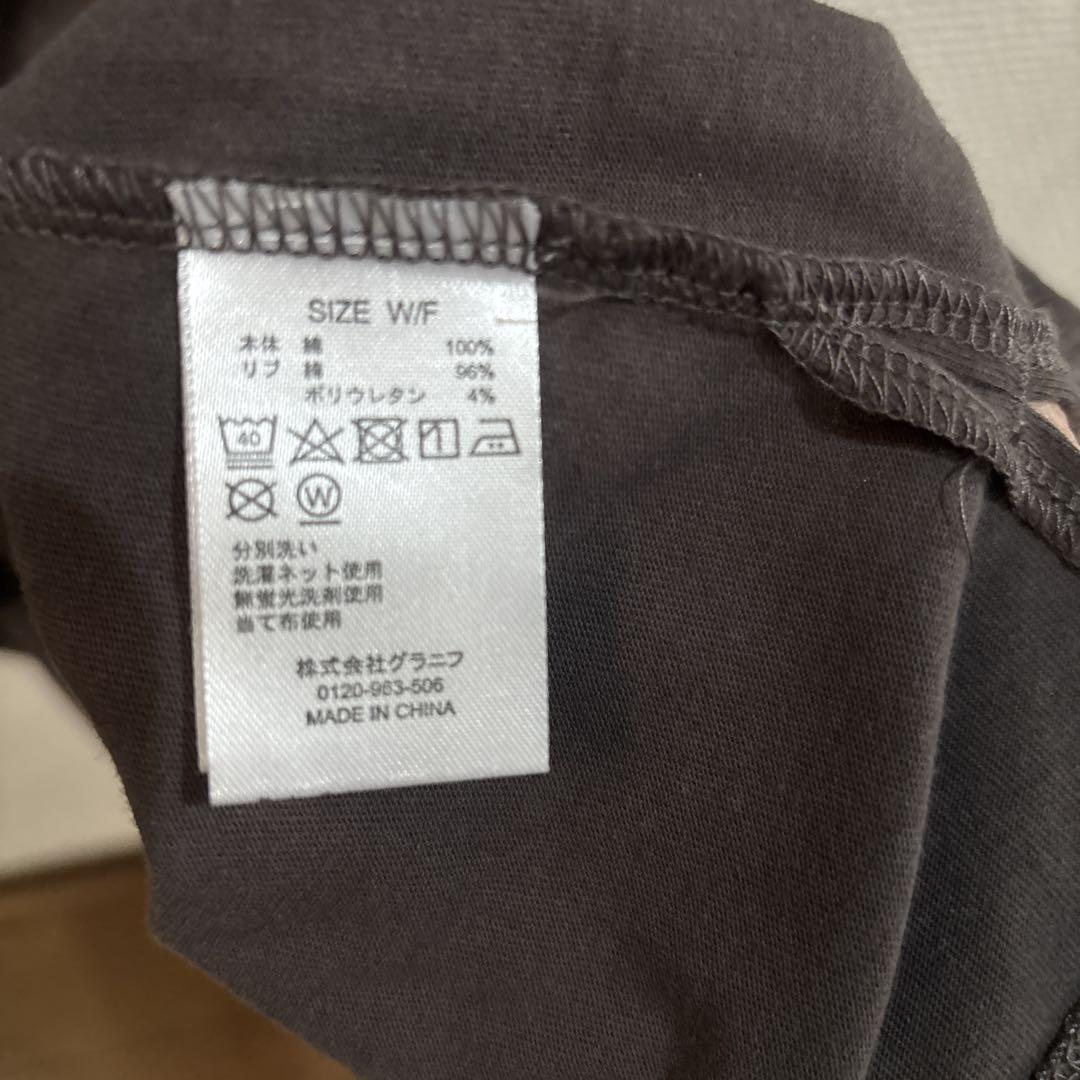 SIZE W/F
本体 綿 100%
リブ 綿 96%
ポリウレタン 4%
40
W
分別洗い
洗濯ネット使用
無蛍光洗剤使用
当て布使用
株式会社グラニフ
0120-963-506
MADE IN CHINA